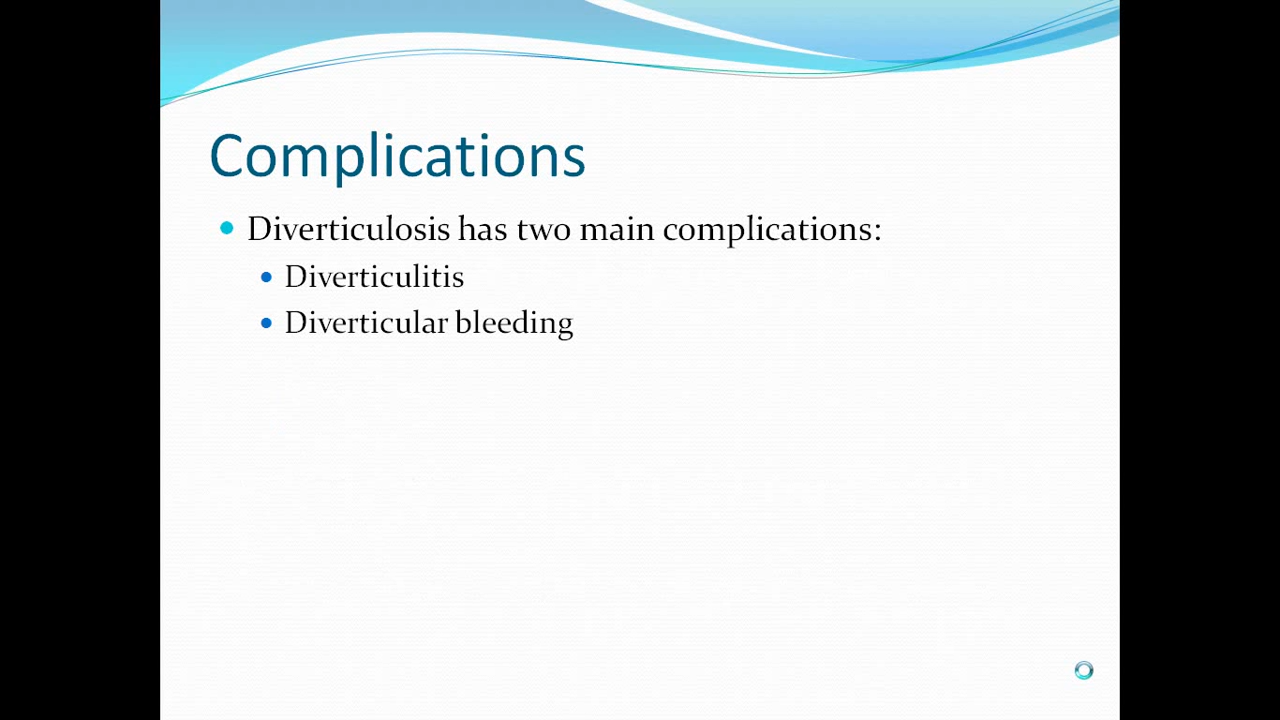 Complications
Diverticulosis has two main complications:
Diverticulitis
Diverticular bleeding